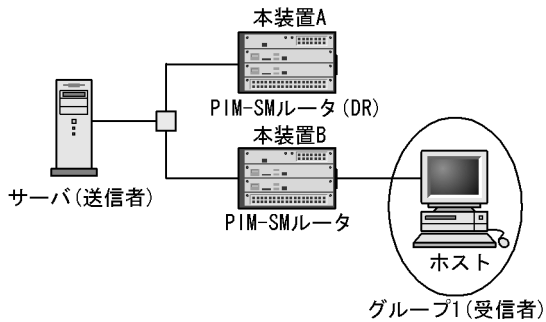 本装置A
PIM-SMルータ(DR)
本装置B
サーバ(送信者)
PIM-SMルータ
ホスト
グループ1(受信者)